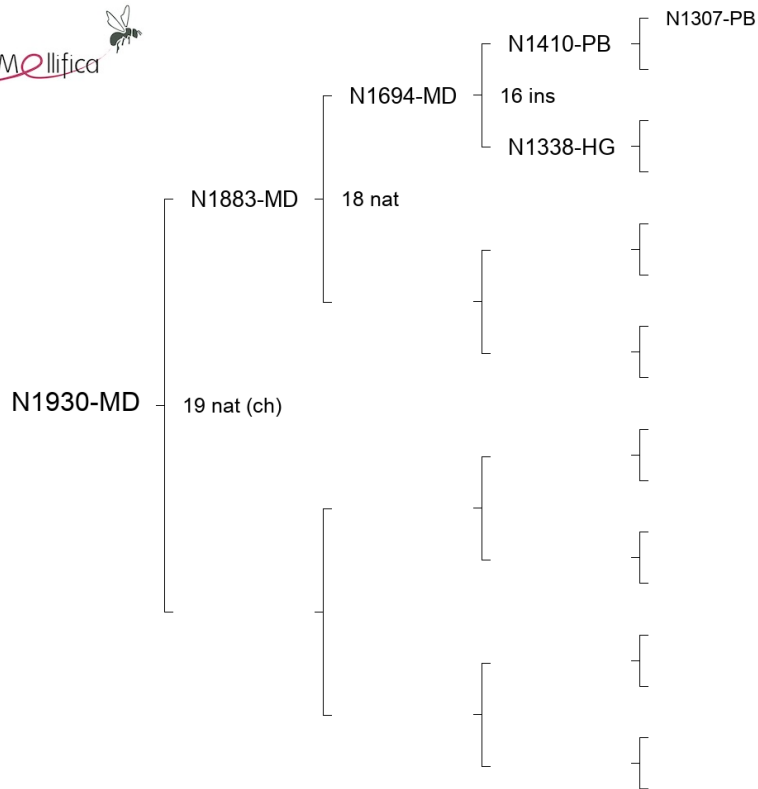 Mellifica
N1307-PB
N1410-PB
N1694-MD
16 ins
N1338-HG
N1883-MD
18 nat
N1930-MD
19 nat (ch)